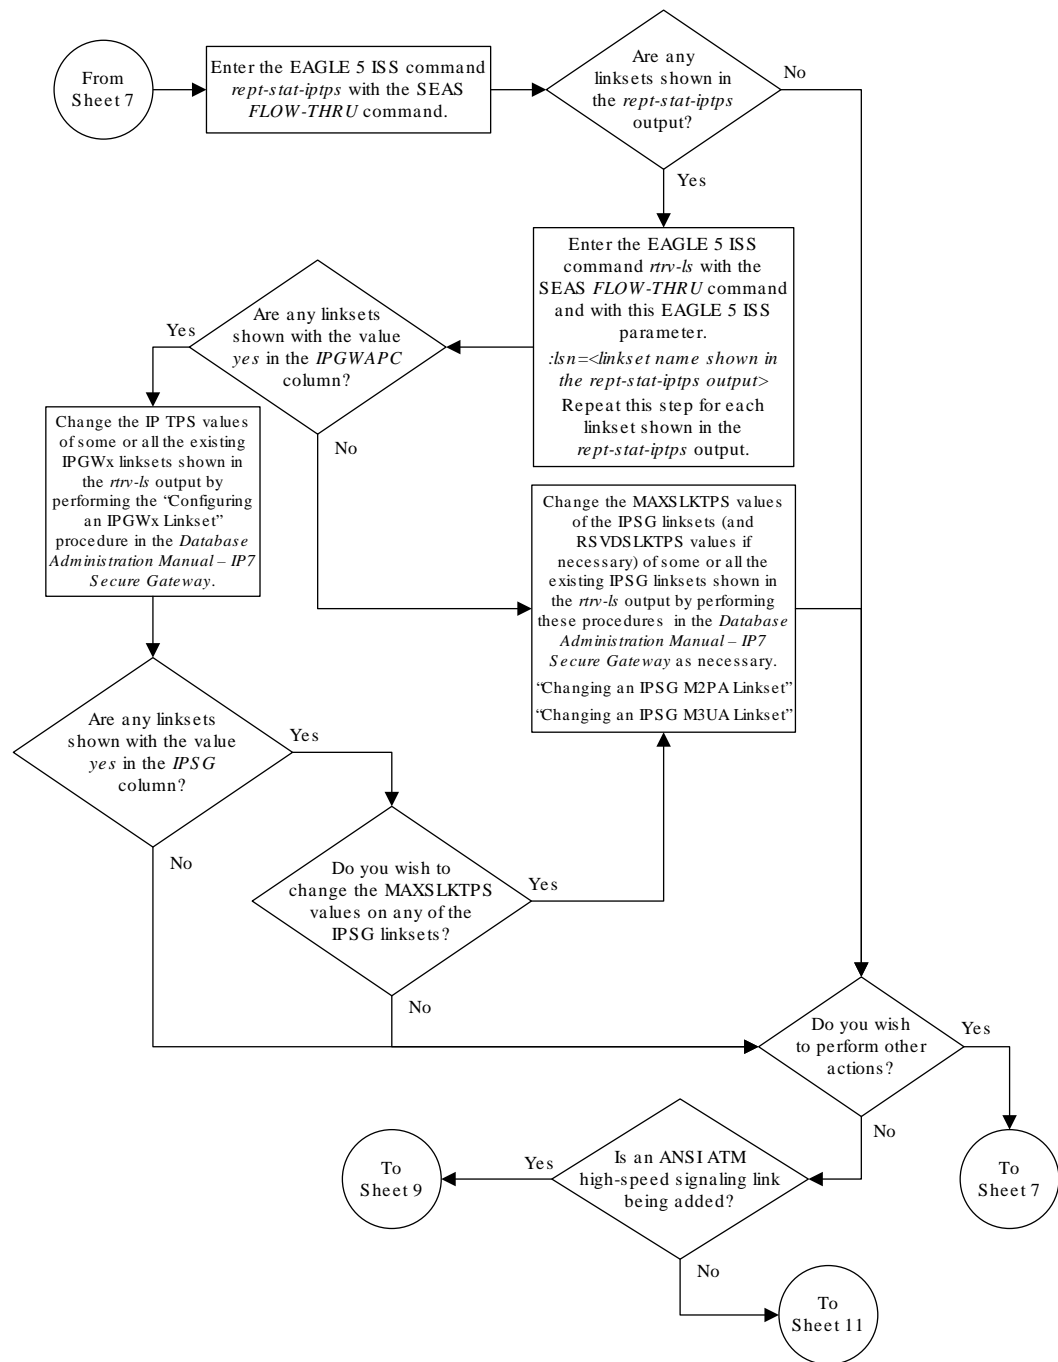 From
Sheet 7
Enter the EAGLE 5 ISS command
rept-stat-iptps with the SEAS
FLOW-THRU command.
Are any
linksets shown in
the rept-stat-iptps
output?
No
Yes
Enter the EAGLE 5 ISS
command rtrv-ls with the
SEAS FLOW-THRU command
and with this EAGLE 5 ISS
parameter.
:lsn=<linkset name shown in
the rept-stat-iptps output>
Repeat this step for each
linkset shown in the
rept-stat-iptps output.
Are any linksets
shown with the value
yes in the IPGWAPC
column?
Yes
No
Change the IP TPS values
of some or all the existing
IPGWx linksets shown in
the rtrv-ls output by
performing the “Configuring
an IPGWx Linkset”
procedure in the Database
Administration Manual – IP7
Secure Gateway.
Change the MAXSLKTPS values
of the IPSG linksets (and
RSVDSLKTPS values if
necessary) of some or all the
existing IPSG linksets shown in
the rtrv-ls output by performing
these procedures in the Database
Administration Manual – IP7
Secure Gateway as necessary.
“Changing an IPSG M2PA Linkset”
“Changing an IPSG M3UA Linkset”
Are any linksets
shown with the value
yes in the IPSG
column?
Yes
No
Do you wish to
change the MAXSLKTPS
values on any of the
IPSG linksets?
Yes
No
Do you wish
to perform other
actions?
Yes
No
To
Sheet 7
Is an ANSI ATM
high-speed signaling link
being added?
Yes
To
Sheet 9
No
To
Sheet 11